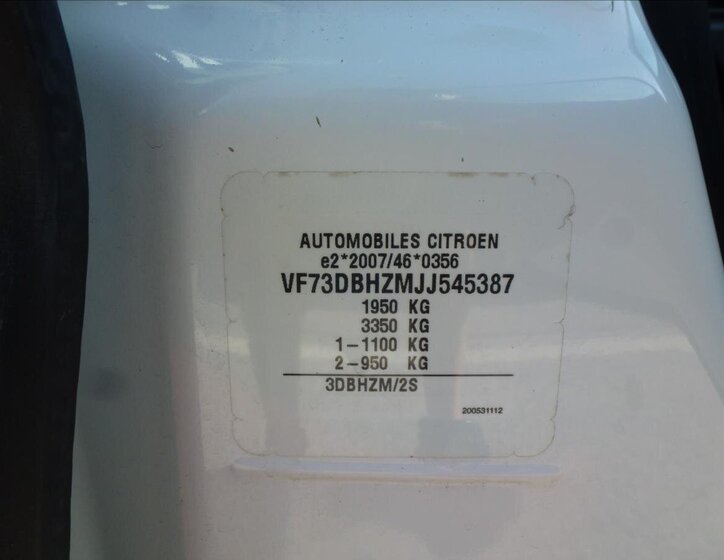 AUTOMOBILES CITROEN
e2*2007/46*0356
VF73DBHZMJJ545387
1950 KG
3350 KG
1-1100 KG
2-950 KG
3DBHZM/2S
200531112